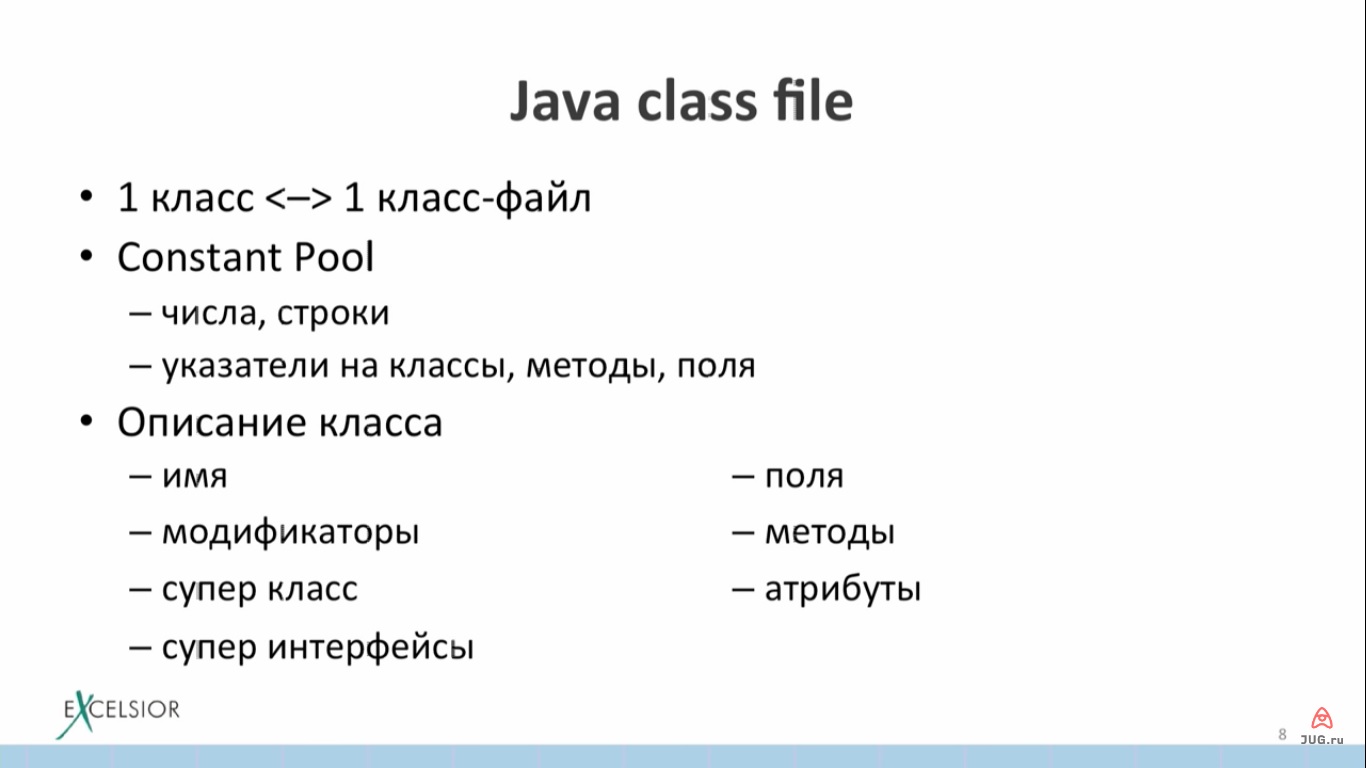 Java class file
• 1 класс <–> 1 класс-файл
• Constant Pool
– числа, строки
– указатели на классы, методы, поля
• Описание класса
– имя
– модификаторы
– супер класс
– супер интерфейсы
– поля
– методы
– атрибуты
EXCELSIOR
8
JUG.ru